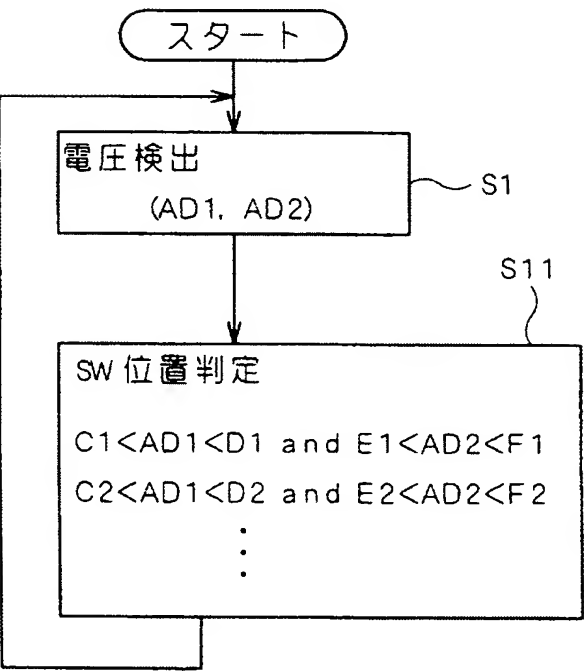 スタート
電圧検出
(AD1, AD2)
S1
S11
SW位置判定
C1<AD1<D1 and E1<AD2<F1
C2<AD1<D2 and E2<AD2<F2